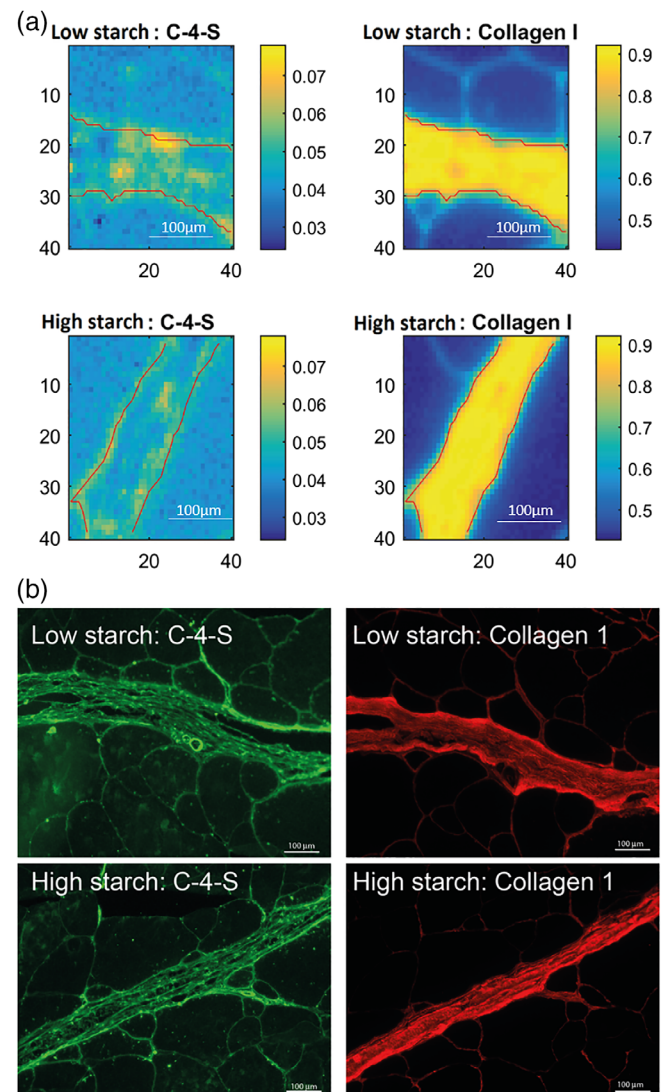 (a)
Low starch : C-4-S
Low starch : Collagen I
10
20
30
40
20
40
100μm
0.07
0.06
0.05
0.04
0.03
20
40
100μm
0.9
0.8
0.7
0.6
0.5
High starch : C-4-S
High starch : Collagen I
10
20
30
40
20
40
100μm
0.07
0.06
0.05
0.04
0.03
20
40
100μm
0.9
0.8
0.7
0.6
0.5
(b)
Low starch: C-4-S
Low starch: Collagen 1
100 μm
100 μm
High starch: C-4-S
High starch: Collagen 1
100 μm
100 μm